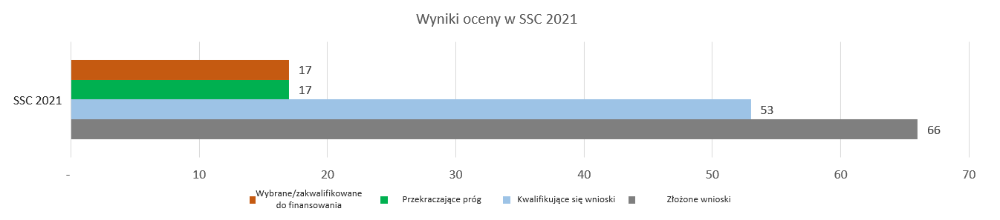 Wyniki oceny w SSC 2021
17
17
SSC 2021
53
66
-
10
20
30
40
50
60
70
Wybrane/zakwalifikowane
do finansowania
Przekraczające próg
Kwalifikujące się wnioski
Złożone wnioski